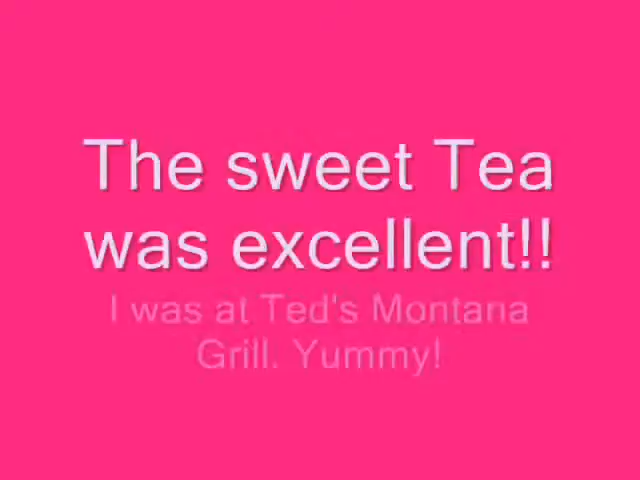 The sweet Tea
was excellent!!
I was at Ted's Montana
Grill. Yummy!